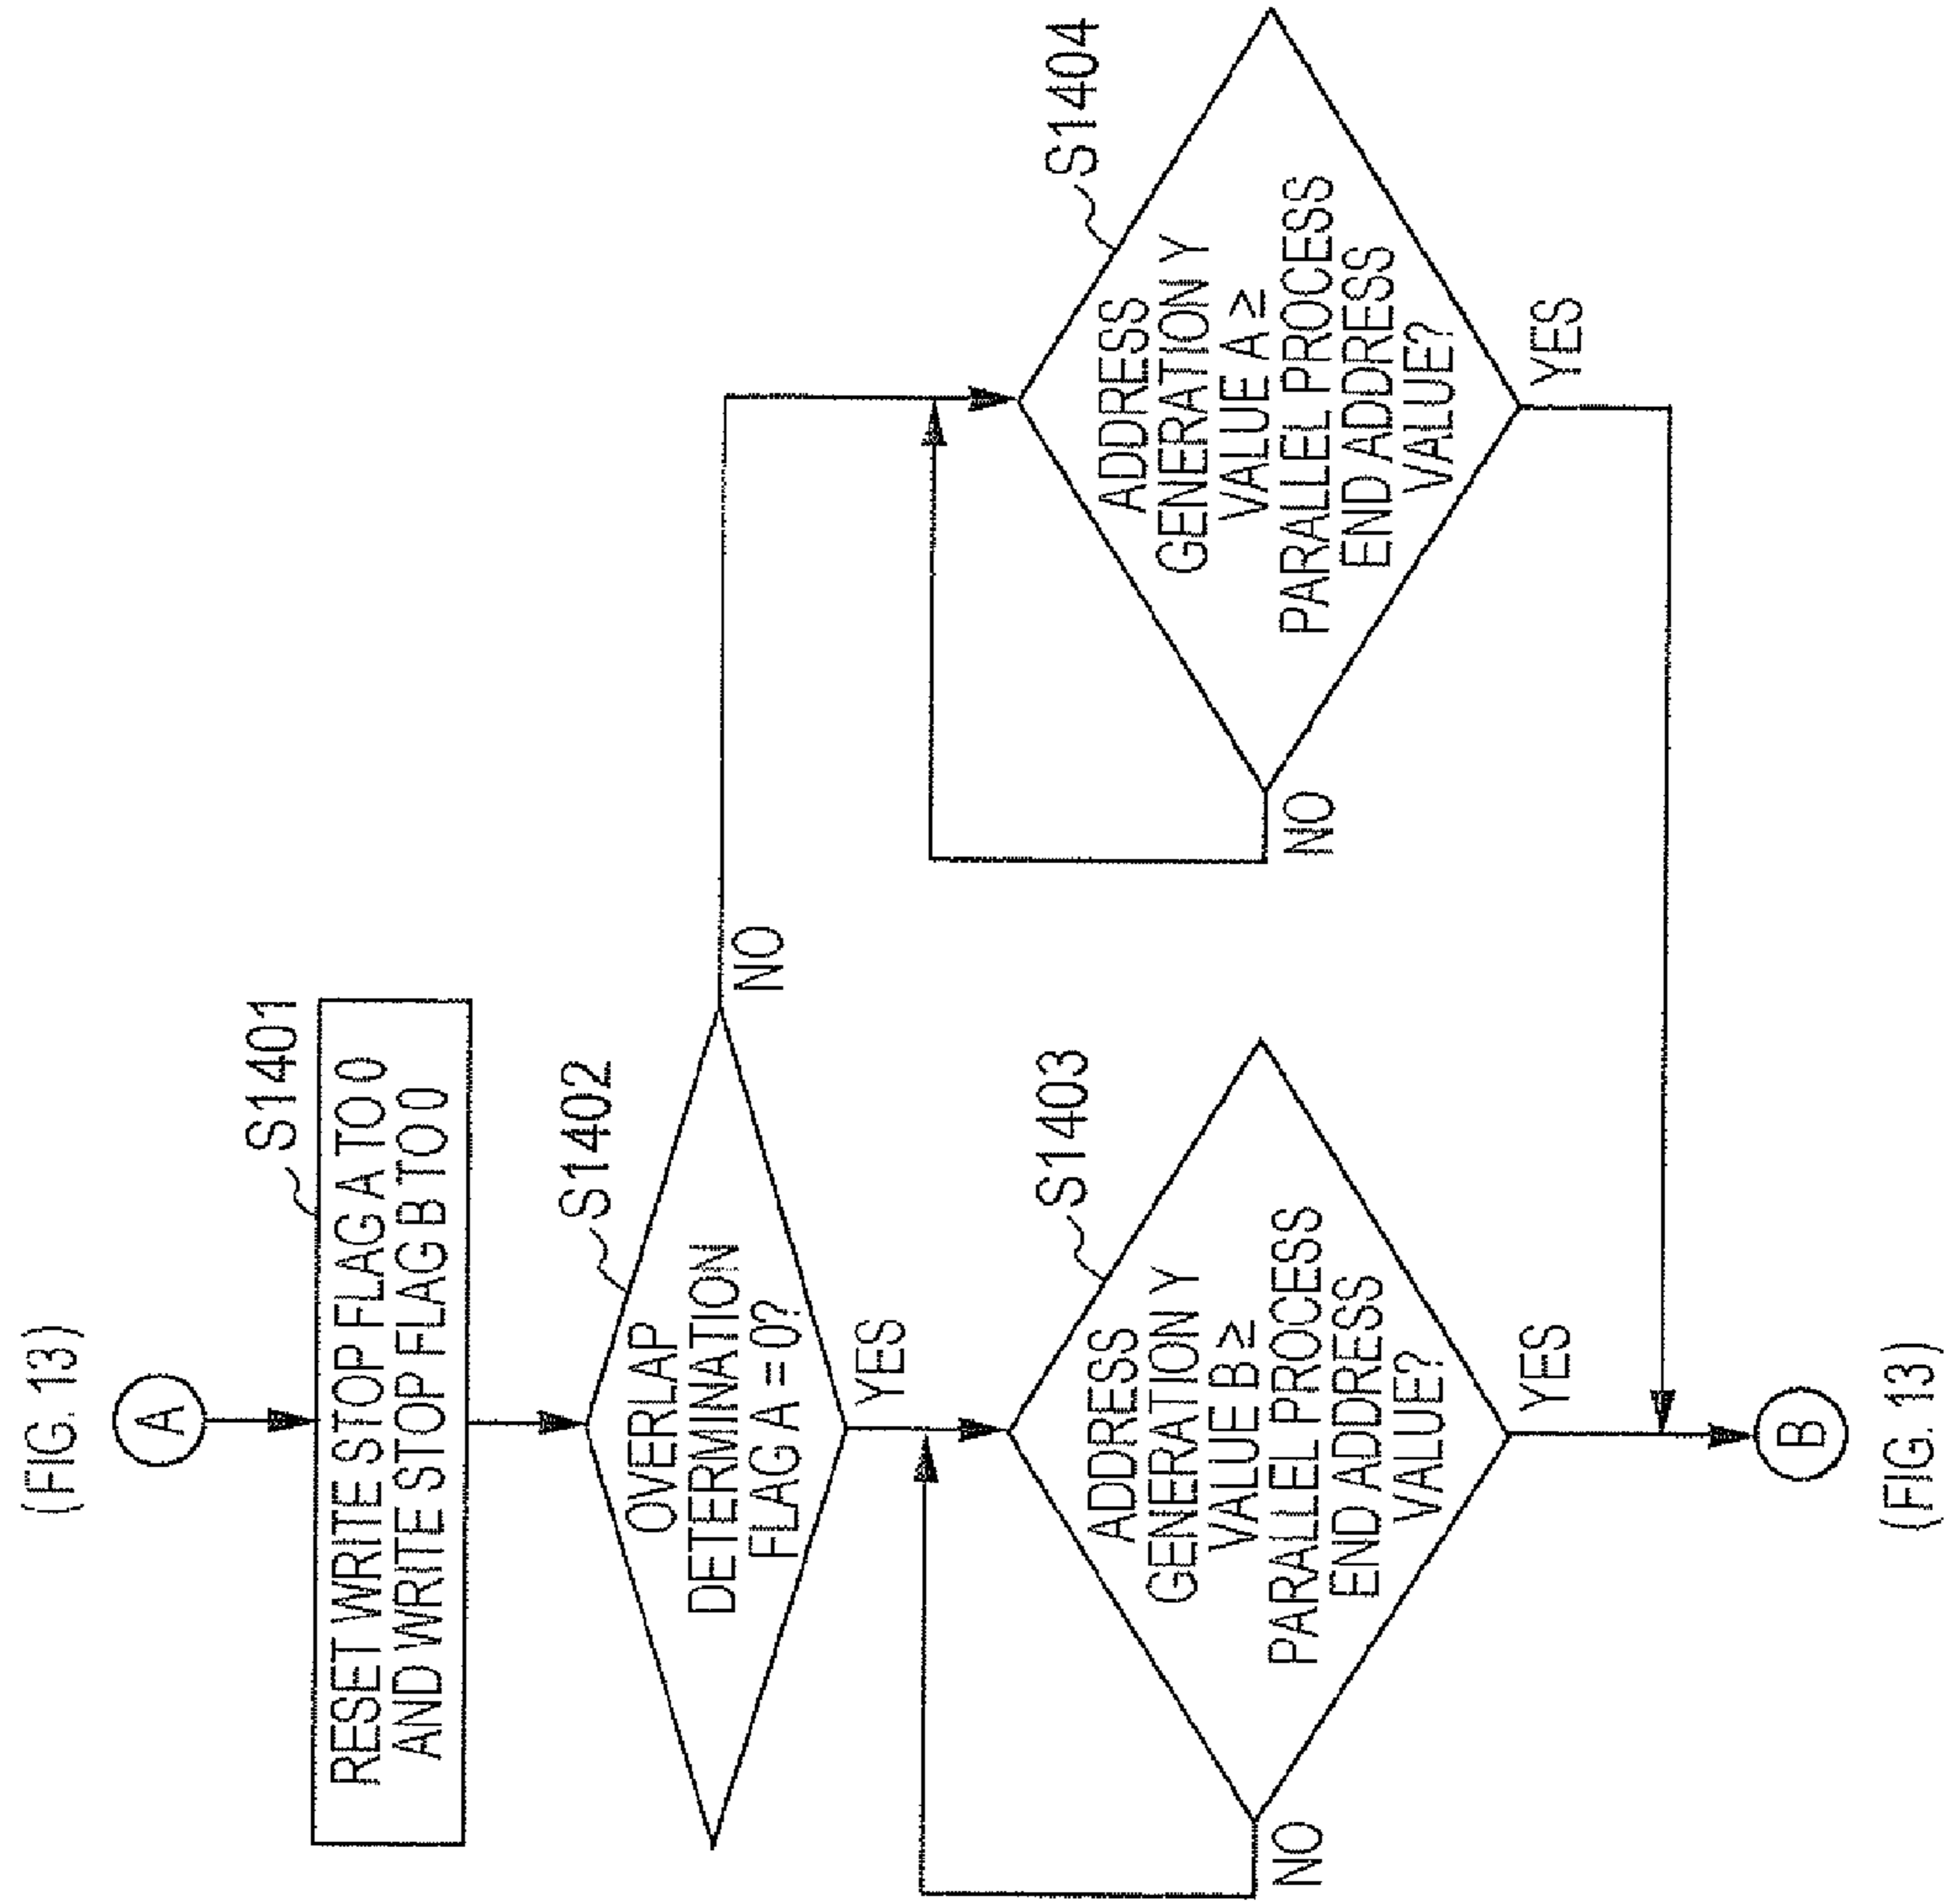 (FIG. 13)
A
S1401
RESET WRITE STOP FLAG A TO 0
AND WRITE STOP FLAG B TO 0
S1402
OVERLAP
DETERMINATION
FLAG A = 0?
NO
YES
S1403
ADDRESS
GENERATION Y
VALUE B ≥
PARALLEL PROCESS
END ADDRESS
VALUE?
NO
YES
S1404
ADDRESS
GENERATION Y
VALUE A ≥
PARALLEL PROCESS
END ADDRESS
VALUE?
NO
YES
B
(FIG. 13)